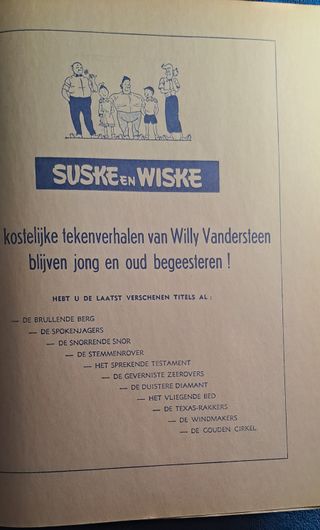 SUSKE EN WISKE
kostelijke tekenverhalen van Willy Vandersteen
blijven jong en oud begeesteren !
HEBT U DE LAATST VERSCHENEN TITELS AL :
— DE BRULLENDE BERG
— DE SPOKENJAGERS
— DE SNORRENDE SNOR
— DE STEMMENROVER
— HET SPREKENDE TESTAMENT
— DE GEVERNISTE ZEEROVERS
— DE DUISTERE DIAMANT
— HET VLIEGENDE BED
— DE TEXAS-RAKKERS
— DE WINDMAKERS
— DE GOUDEN CIRKEL